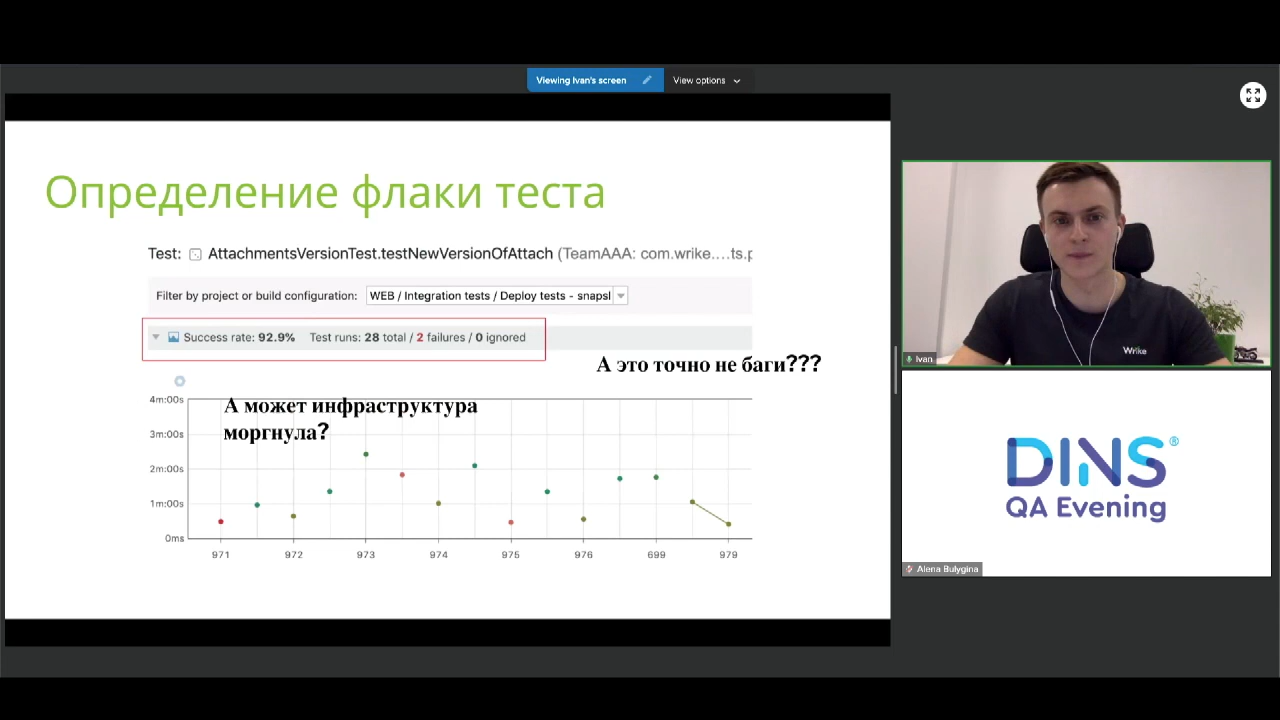 Viewing Ivan's screen
View options
Определение флаки теста
Test: AttachmentsVersionTest.testNewVersionOfAttach (TeamAAA: com.wrike.…ts.p
Filter by project or build configuration: WEB / Integration tests / Deploy tests - snapsl
Success rate: 92.9% Test runs: 28 total / 2 failures / 0 ignored
А это точно не баги???
А может инфраструктура
моргнула?
4m:00s
3m:00s
2m:00s
1m:00s
0ms
971 972 973 974 975 976 699 979
Wrike
Ivan
DINS®
QA Evening
Alena Bulygina